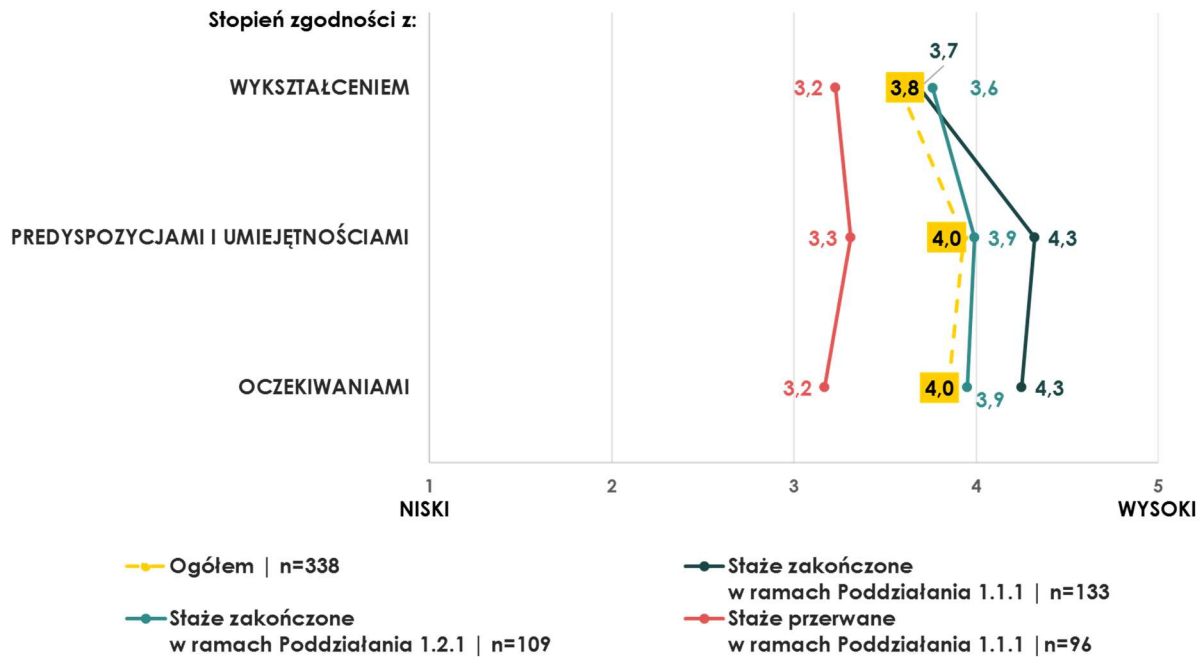 Stopień zgodności z:
3,7
WYKSZTAŁCENIEM
3,2
3,8
3,6
PREDYSPOZYCJAMI I UMIEJĘTNOŚCIAMI
3,3
4,0
3,9
4,3
OCZEKIWANIAMI
3,2
4,0
3,9
4,3
1 2 3 4 5
NISKI WYSOKI
Ogółem | n=338
Staże zakończone
w ramach Poddziałania 1.1.1 | n=133
Staże zakończone
w ramach Poddziałania 1.2.1 | n=109
Staże przerwane
w ramach Poddziałania 1.1.1 |n=96